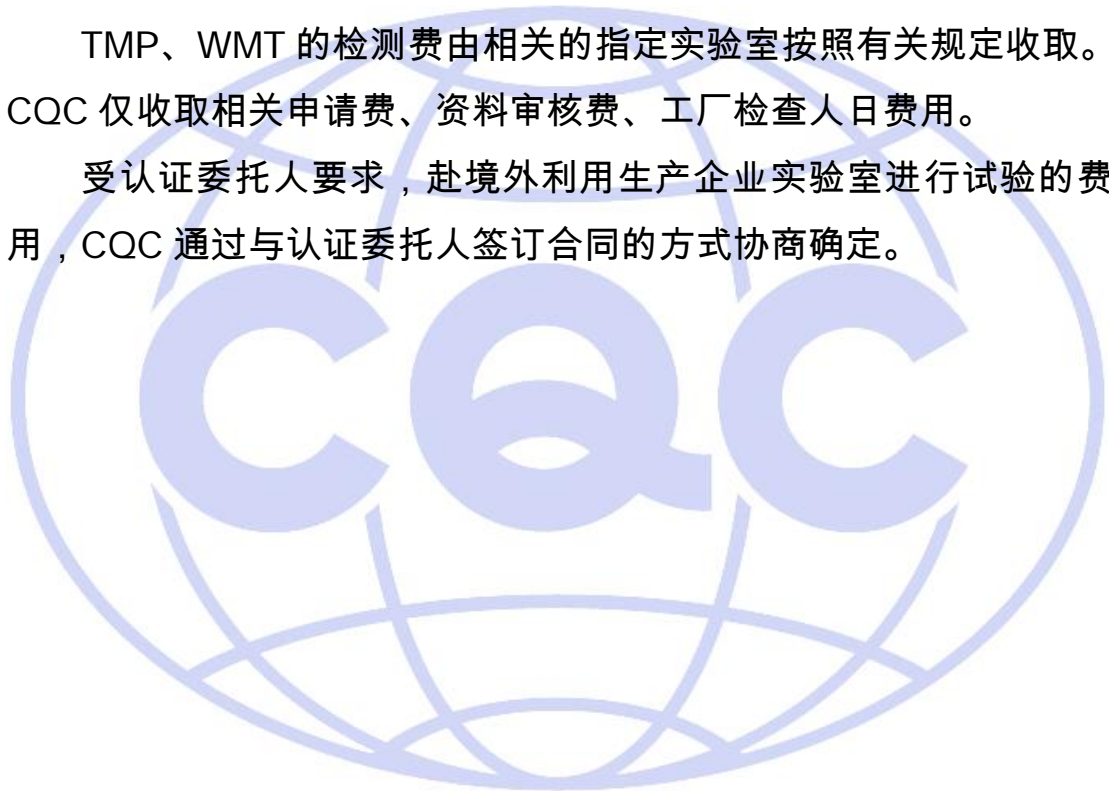 TMP、WMT 的检测费由相关的指定实验室按照有关规定收取。
CQC 仅收取相关申请费、资料审核费、工厂检查人日费用。
受认证委托人要求，赴境外利用生产企业实验室进行试验的费
用，CQC 通过与认证委托人签订合同的方式协商确定。
CQC